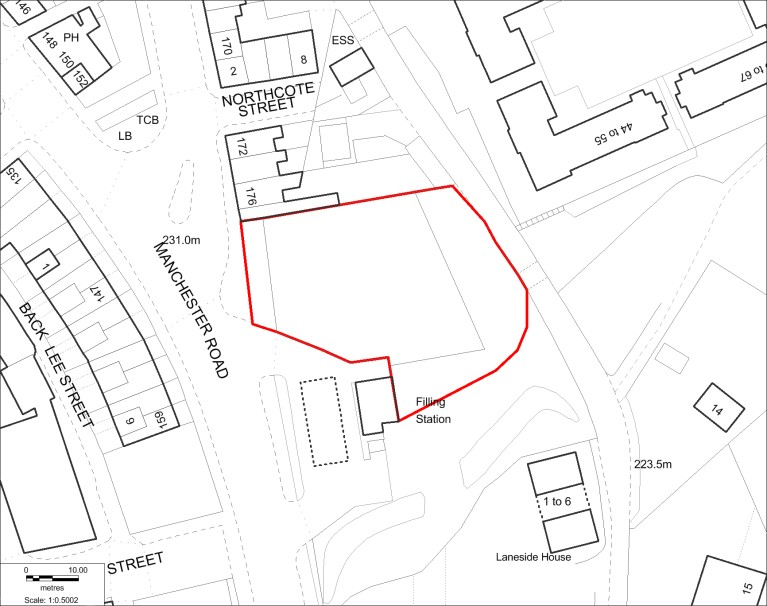 146
PH
148
150
152
170
2
8
ESS
NORTHCOTE
STREET
TCB
LB
172
176
44 to 55
to 67
135
231.0m
MANCHESTER ROAD
1
147
BACK LEE STREET
159
9
Filling
Station
14
223.5m
1 to 6
Laneside House
15
STREET
0 10.00
metres
Scale: 1:0.5002